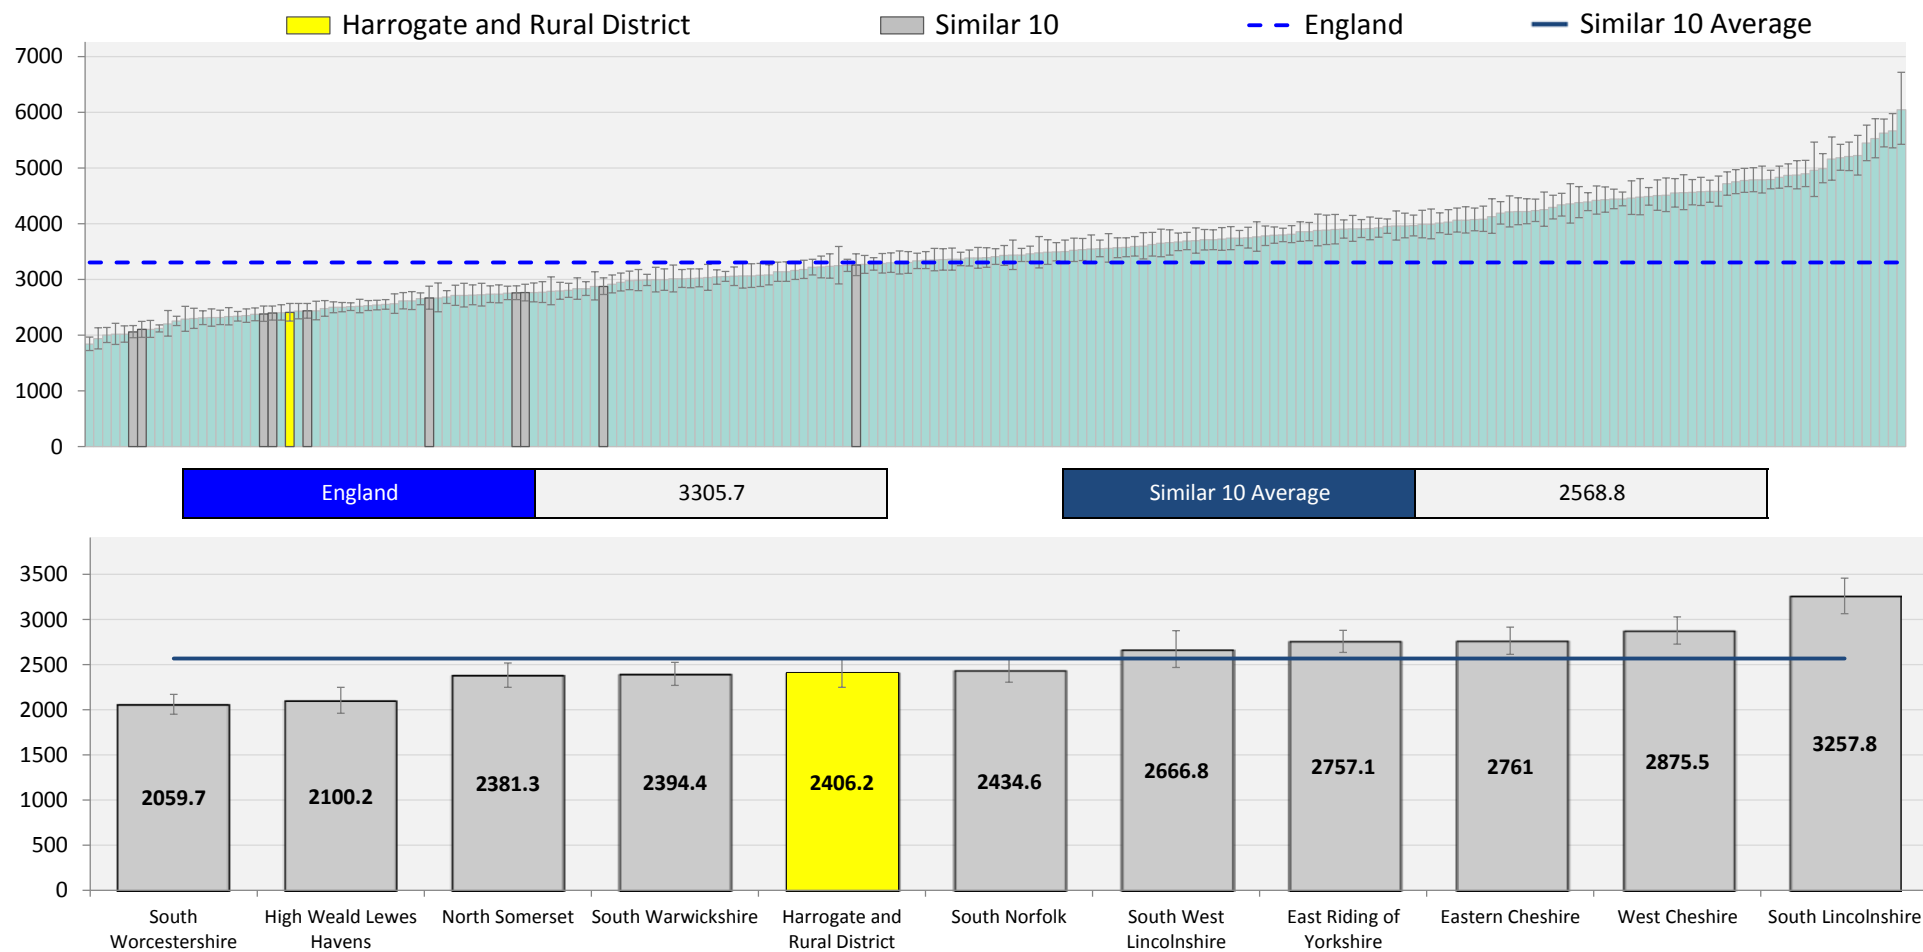 Harrogate and Rural District Similar 10 England Similar 10 Average
7000
6000
5000
4000
3000
2000
1000
0
England 3305.7 Similar 10 Average 2568.8
3500
3000
2500
2000
1500
1000
500
0
2059.7 2100.2 2381.3 2394.4 2406.2 2434.6 2666.8 2757.1 2761 2875.5 3257.8
South Worcestershire
High Weald Lewes Havens
North Somerset
South Warwickshire
Harrogate and Rural District
South Norfolk
South West Lincolnshire
East Riding of Yorkshire
Eastern Cheshire
West Cheshire
South Lincolnshire